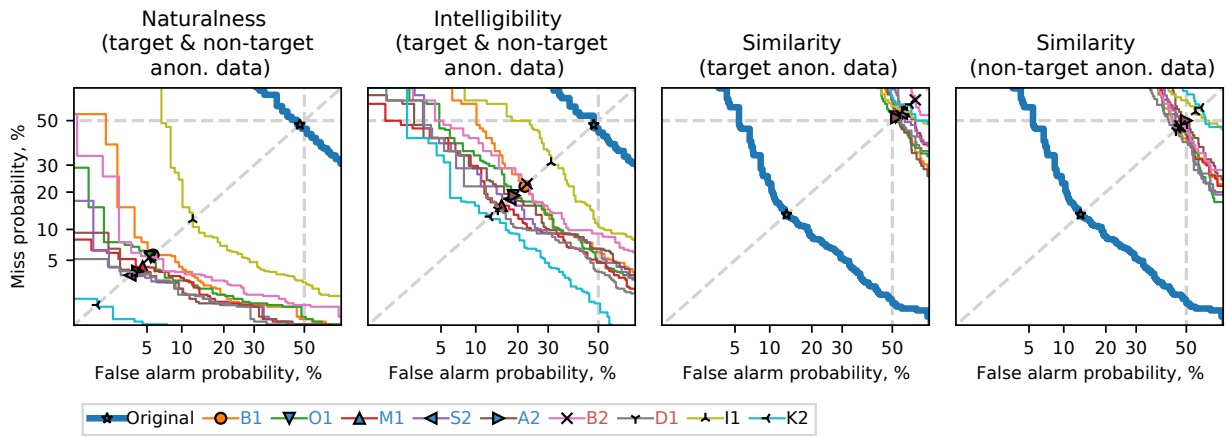 Naturalness
(target & non-target
anon. data)
Intelligibility
(target & non-target
anon. data)
Similarity
(target anon. data)
Similarity
(non-target anon. data)
Miss probability, %
50
30
20
10
5
5 10 20 30 50
5 10 20 30 50
5 10 20 30 50
5 10 20 30 50
False alarm probability, %
False alarm probability, %
False alarm probability, %
False alarm probability, %
Original B1 O1 M1 S2 A2 B2 D1 I1 K2